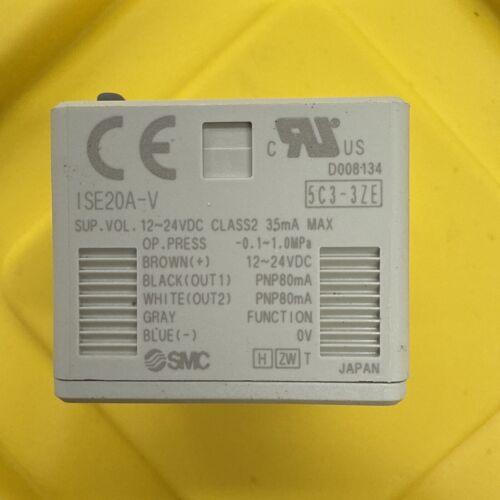 CE
c RU US
D008134
ISE20A-V
5C3-3ZE
SUP.VOL. 12~24VDC CLASS2 35mA MAX
OP.PRESS -0.1~1.0MPa
BROWN(+) 12~24VDC
BLACK(OUT1) PNP80mA
WHITE(OUT2) PNP80mA
GRAY FUNCTION
BLUE(-) 0V
SMC H ZW T
JAPAN